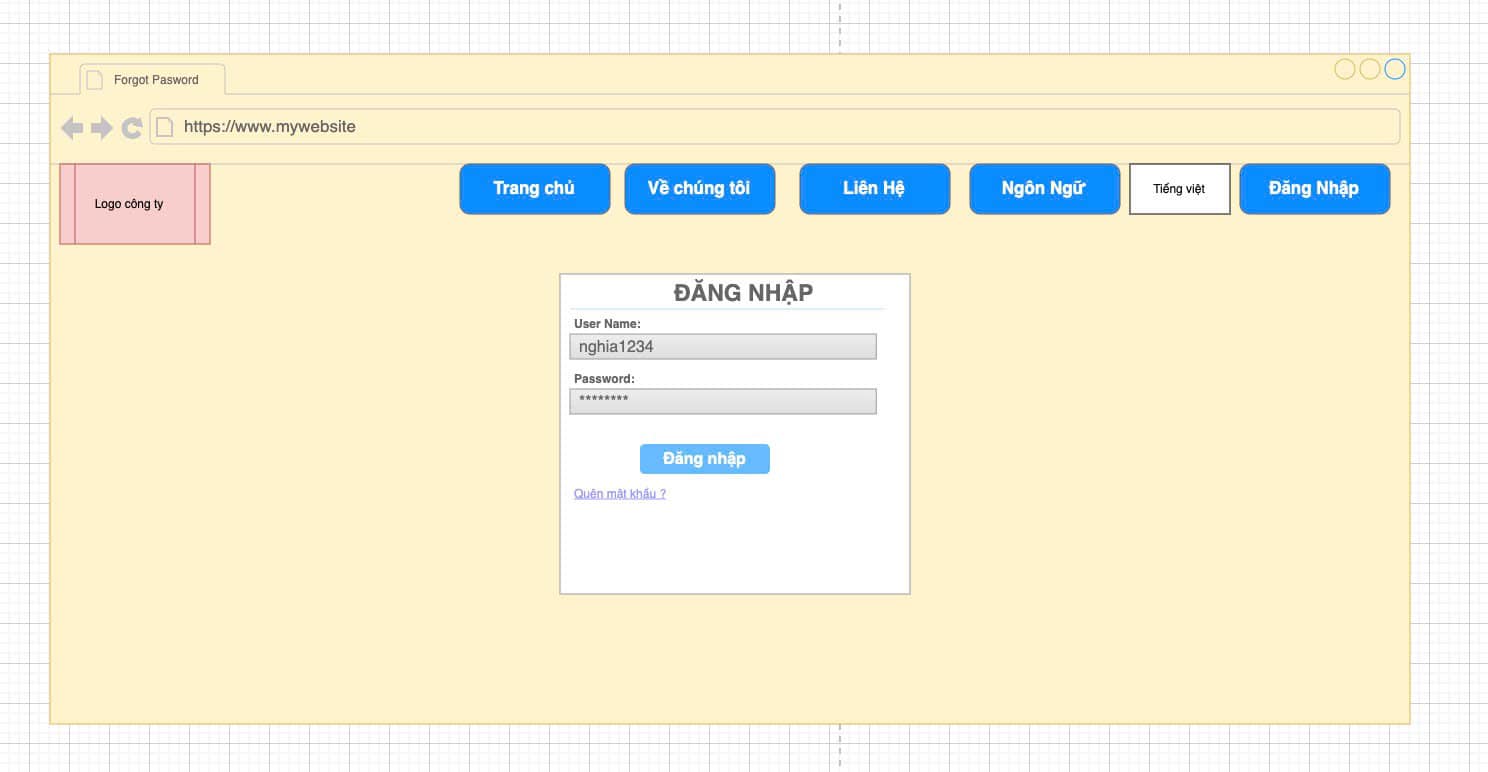 Forgot Pasword
https://www.mywebsite
Logo công ty
Trang chủ
Về chúng tôi
Liên Hệ
Ngôn Ngữ
Tiếng việt
Đăng Nhập
ĐĂNG NHẬP
User Name:
nghia1234
Password:
********
Đăng nhập
Quên mật khẩu ?